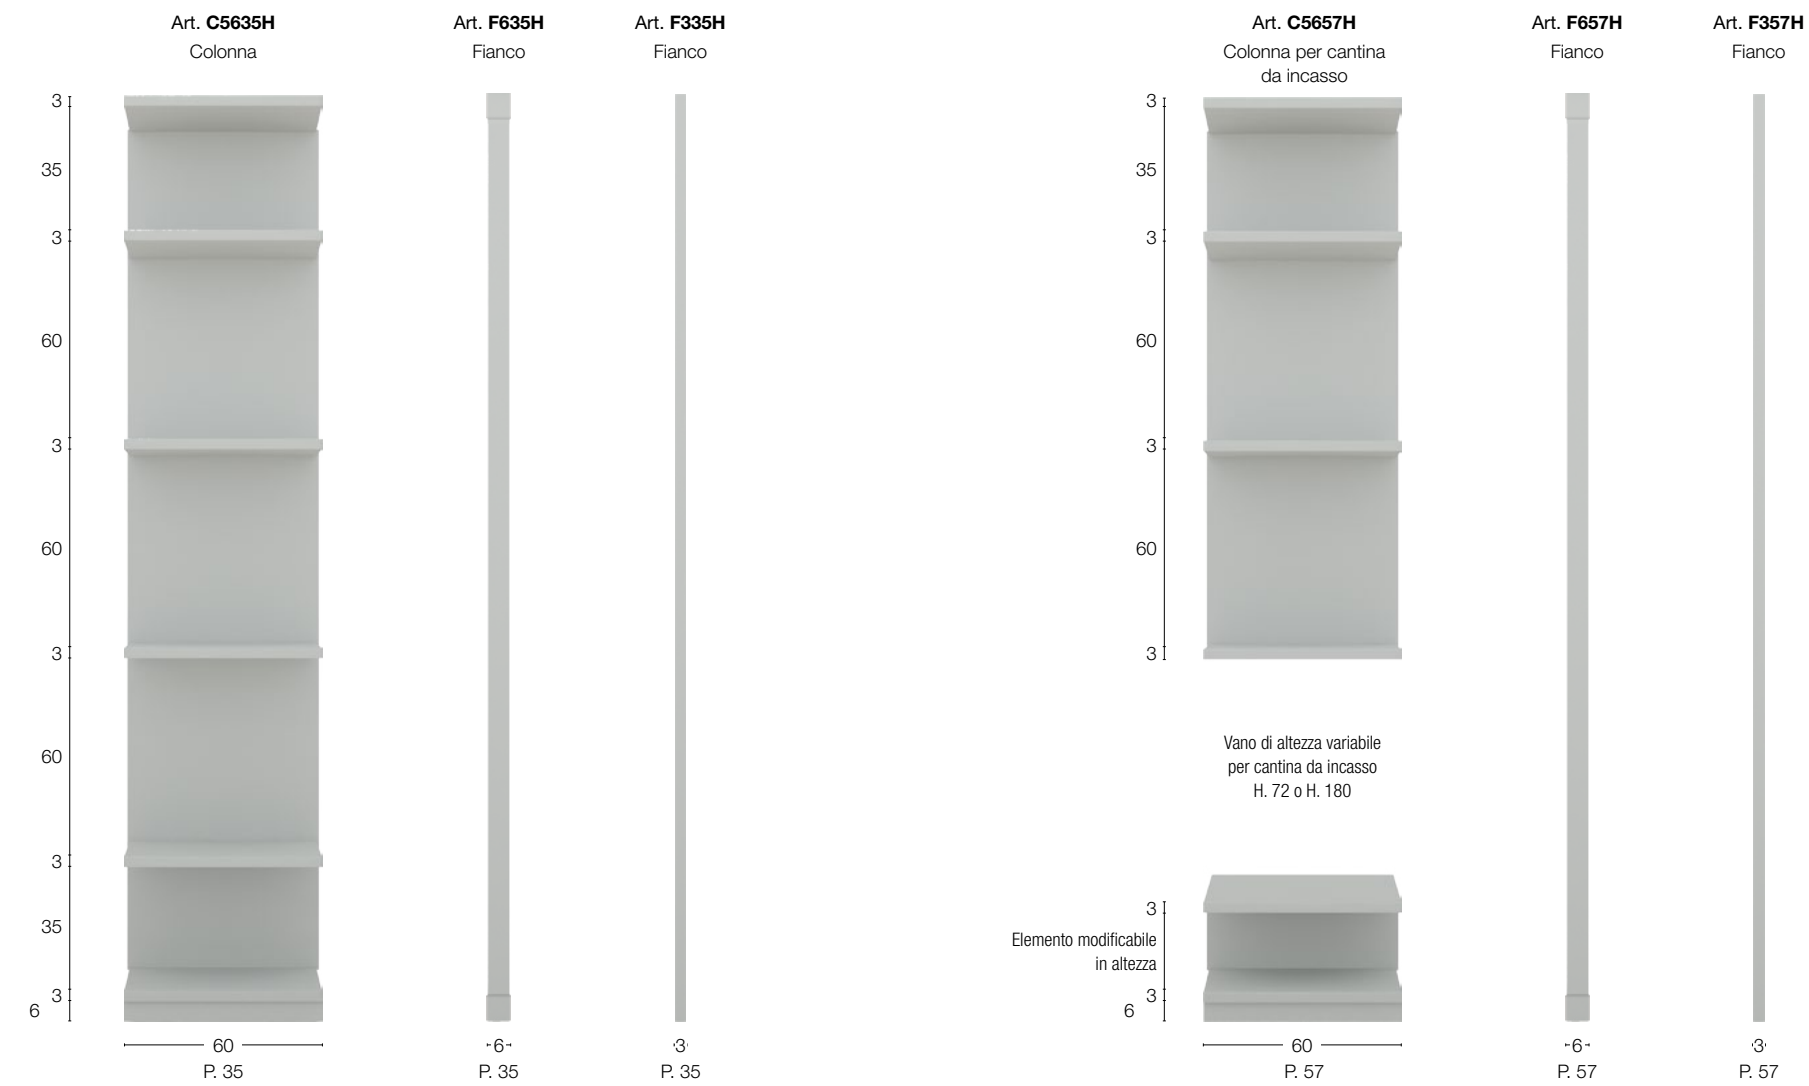 Art. C5635H
Colonna
Art. F635H
Fianco
Art. F335H
Fianco
3
35
3
60
3
60
3
60
3
35
3
6
60
P. 35
6
P. 35
3
P. 35
Art. C5657H
Colonna per cantina
da incasso
Art. F657H
Fianco
Art. F357H
Fianco
3
35
3
60
3
60
3
Vano di altezza variabile
per cantina da incasso
H. 72 o H. 180
3
Elemento modificabile
in altezza
3
6
60
P. 57
6
P. 57
3
P. 57